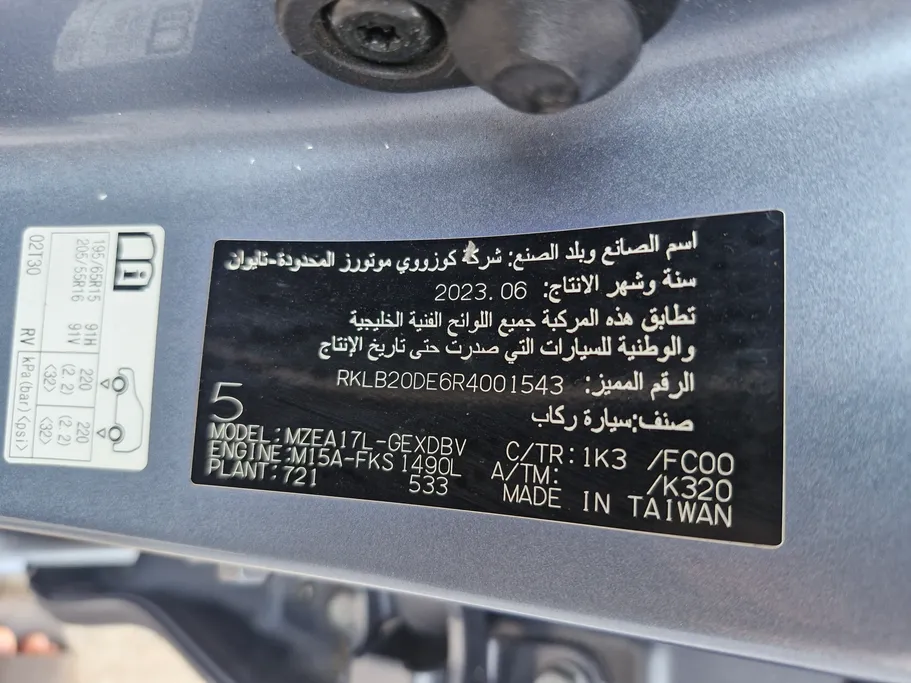 195/65R15 91H
205/55R16 91V
02T30 RV kPa(bar)<psi>
220 (2.2) <32>
220 (2.2) <32>
اسم الصانع وبلد الصنع: شركة كوزووي موتورز المحدودة-تايوان
سنة وشهر الانتاج: 2023.06
تطابق هذه المركبة جميع اللوائح الفنية الخليجية
والوطنية للسيارات التي صدرت حتى تاريخ الإنتاج
الرقم المميز: RKLB20DE6R4001543
صنف:سيارة ركاب
5
MODEL:MZEA17L-GEXDBV
ENGINE:M15A-FKS 1490L
PLANT:721 533
C/TR:1K3 /FC00
A/TM: /K320
MADE IN TAIWAN